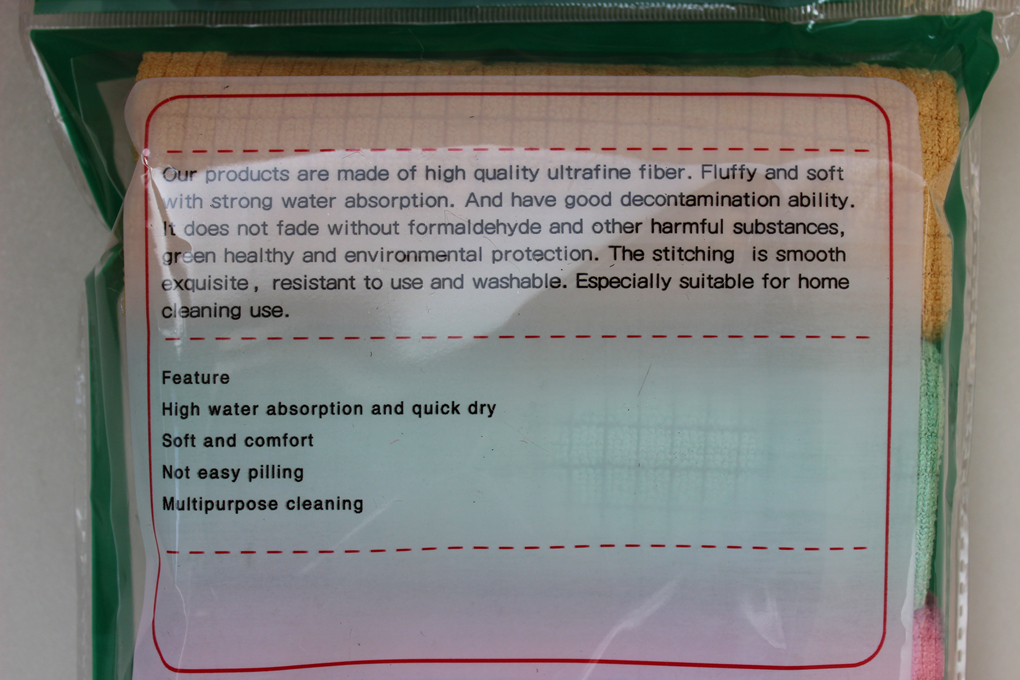 Our products are made of high quality ultrafine fiber. Fluffy and soft
with strong water absorption. And have good decontamination ability.
It does not fade without formaldehyde and other harmful substances,
green healthy and environmental protection. The stitching is smooth
exquisite, resistant to use and washable. Especially suitable for home
cleaning use.
Feature
High water absorption and quick dry
Soft and comfort
Not easy pilling
Multipurpose cleaning